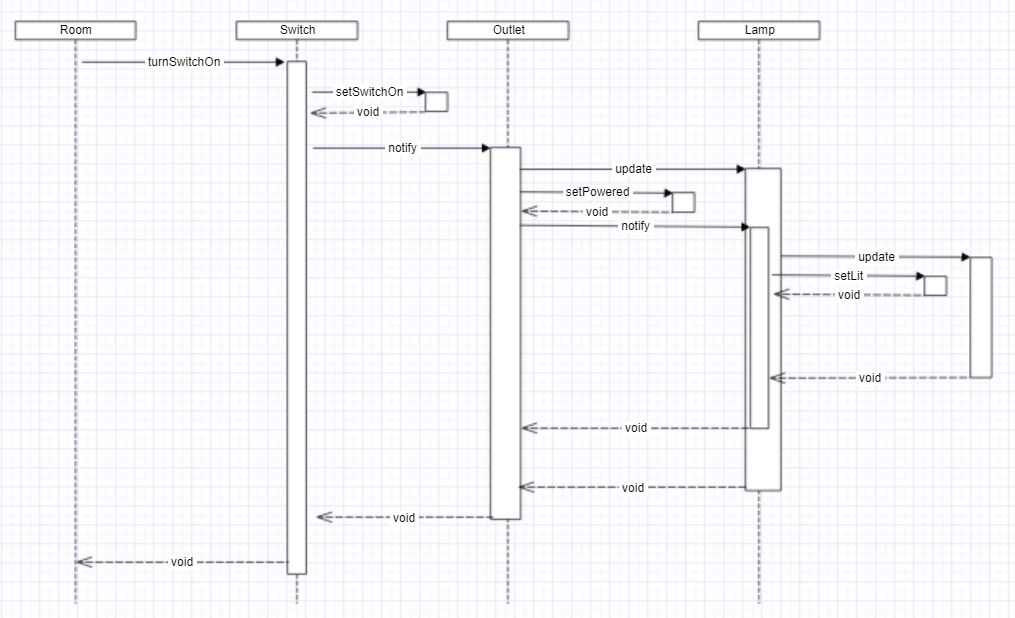 Room
Switch
Outlet
Lamp
turnSwitchOn
setSwitchOn
void
notify
update
setPowered
void
notify
update
setLit
void
void
void
void
void
void